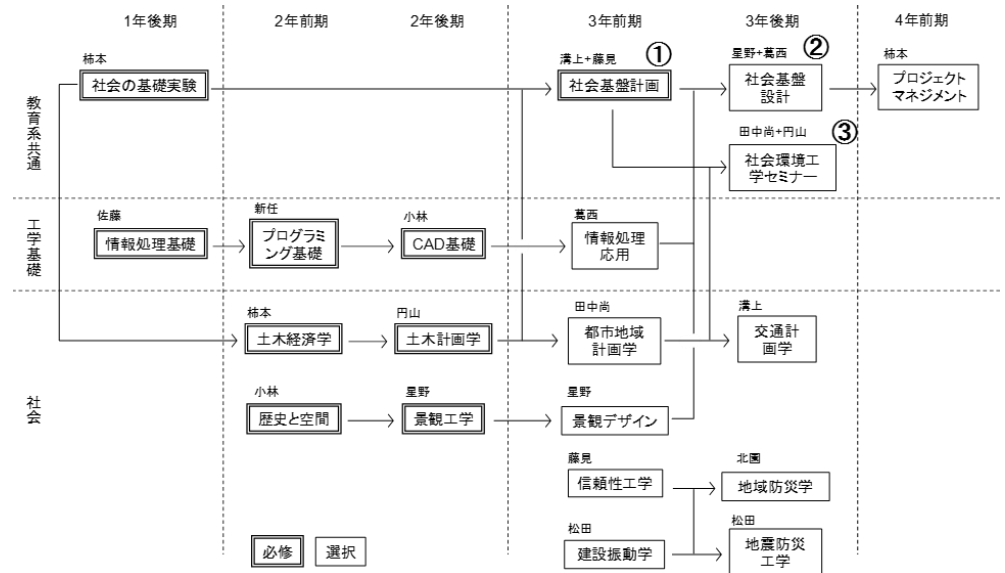 1年後期
2年前期
2年後期
3年前期
3年後期
4年前期
教育系共通
柿本
社会の基礎実験
溝上+藤見
①
社会基盤計画
星野+葛西
②
社会基盤
設計
柿本
プロジェクト
マネジメント
田中尚+円山
③
社会環境工
学セミナー
工学基礎
佐藤
情報処理基礎
新任
プログラミ
ング基礎
小林
CAD基礎
葛西
情報処理
応用
社会
柿本
土木経済学
円山
土木計画学
田中尚
都市地域
計画学
溝上
交通計
画学
小林
歴史と空間
星野
景観工学
星野
景観デザイン
藤見
信頼性工学
北園
地域防災学
松田
建設振動学
松田
地震防災
工学
必修
選択